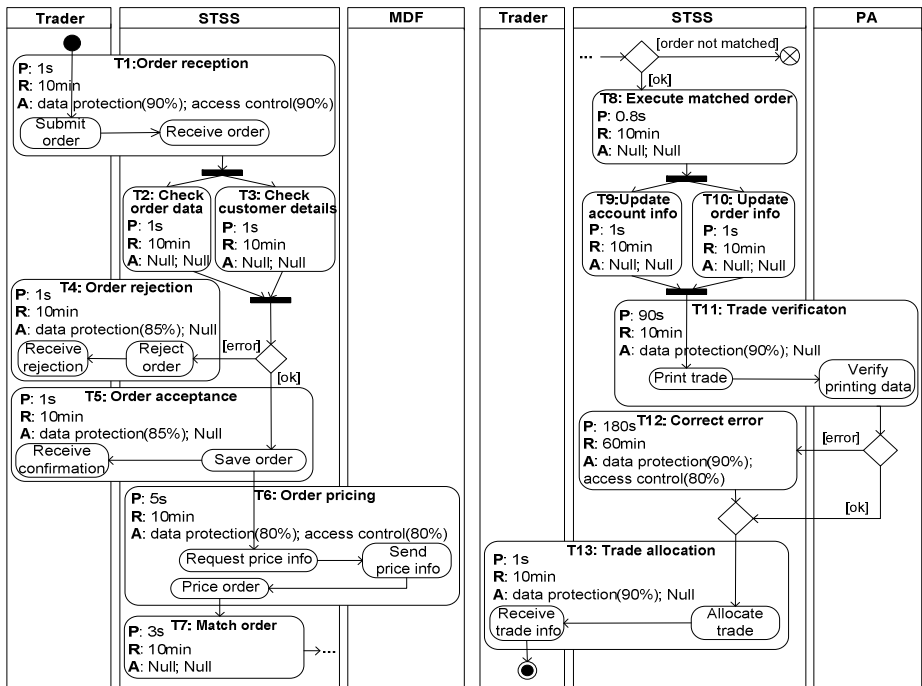 Trader
STSS
MDF
T1:Order reception
P: 1s
R: 10min
A: data protection(90%); access control(90%)
Submit
order
Receive order
T2: Check
order data
P: 1s
R: 10min
A: Null; Null
T3: Check
customer details
P: 1s
R: 10min
A: Null; Null
T4: Order rejection
P: 1s
R: 10min
A: data protection(85%); Null
Receive
rejection
Reject
order
[error]
[ok]
T5: Order acceptance
P: 1s
R: 10min
A: data protection(85%); Null
Receive
confirmation
Save order
T6: Order pricing
P: 5s
R: 10min
A: data protection(80%); access control(80%)
Request price info
Send
price info
Price order
T7: Match order
P: 3s
R: 10min
A: Null; Null
...
Trader
STSS
PA
...
[order not matched]
[ok]
T8: Execute matched order
P: 0.8s
R: 10min
A: Null; Null
T9:Update
account info
P: 1s
R: 10min
A: Null; Null
T10: Update
order info
P: 1s
R: 10min
A: Null; Null
T11: Trade verificaton
P: 90s
R: 10min
A: data protection(90%); Null
Print trade
Verify
printing data
T12: Correct error
P: 180s
R: 60min
A: data protection(90%);
access control(80%)
[error]
[ok]
T13: Trade allocation
P: 1s
R: 10min
A: data protection(90%); Null
Receive
trade info
Allocate
trade